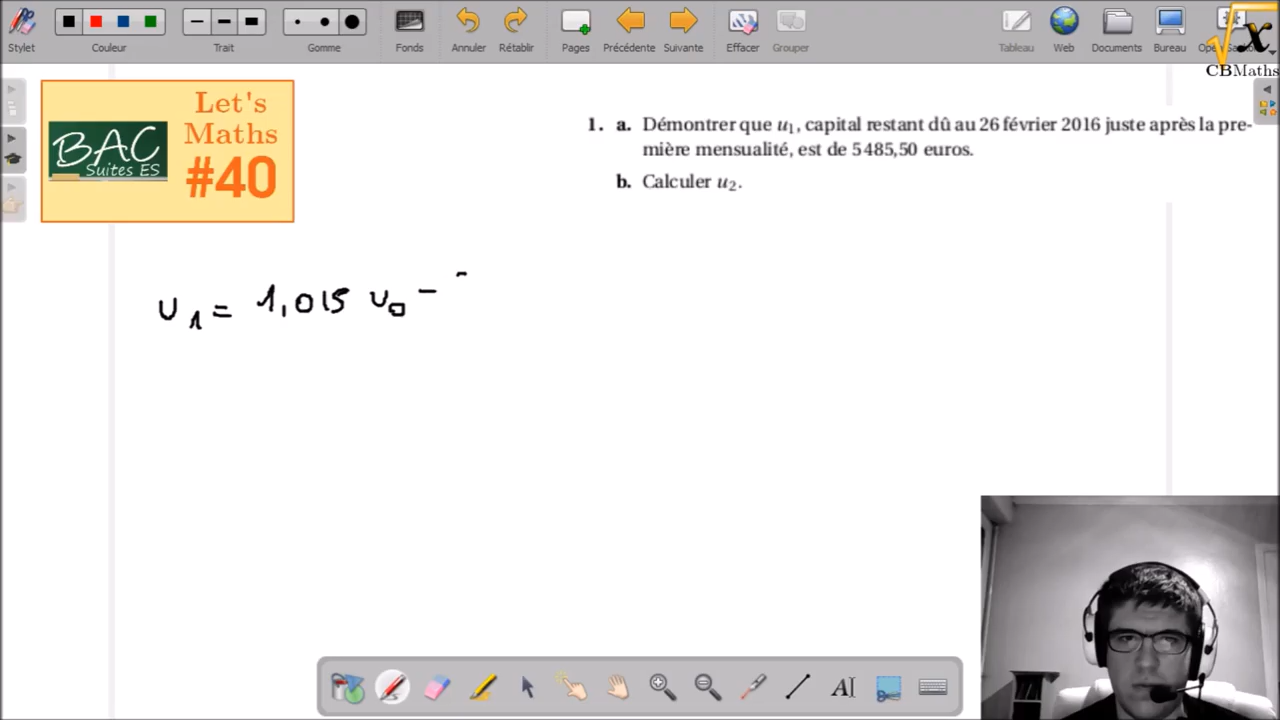 Stylet
Couleur
Trait
Gomme
Fonds
Annuler
Rétablir
Pages
Précédente
Suivante
Effacer
Grouper
Tableau
Web
Documents
Bureau
x
CBMaths
BAC
Suites ES
Let's
Maths
#40
1. a. Démontrer que u₁, capital restant dû au 26 février 2016 juste après la pre-
mière mensualité, est de 5 485,50 euros.
b. Calculer u₂.
U₁ = 1,015 U₀ -
AI